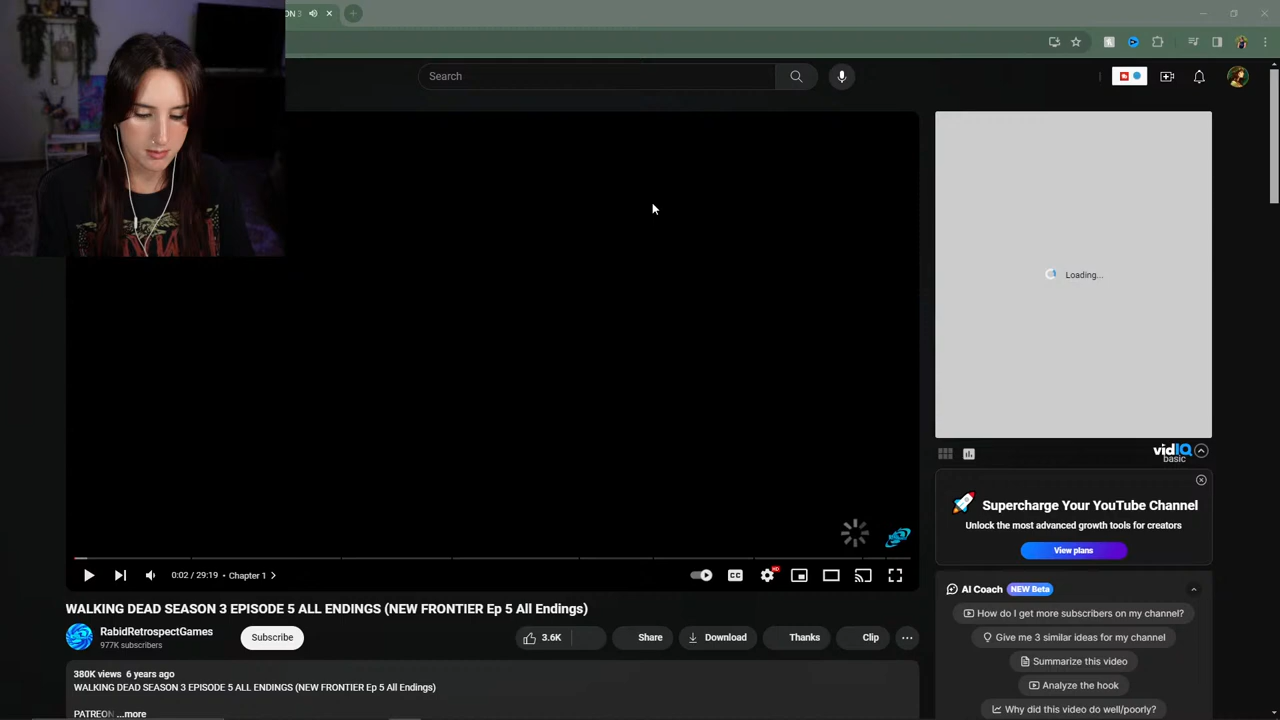 ON 3
Search
Loading...
vidIQ
basic
Supercharge Your YouTube Channel
Unlock the most advanced growth tools for creators
View plans
CC
HD
0:02 / 29:19 • Chapter 1
WALKING DEAD SEASON 3 EPISODE 5 ALL ENDINGS (NEW FRONTIER Ep 5 All Endings)
RabidRetrospectGames
977K subscribers
Subscribe
3.6K
Share
Download
Thanks
Clip
380K views 6 years ago
WALKING DEAD SEASON 3 EPISODE 5 ALL ENDINGS (NEW FRONTIER Ep 5 All Endings)
PATREON ...more
AI Coach NEW Beta
How do I get more subscribers on my channel?
Give me 3 similar ideas for my channel
Summarize this video
Analyze the hook
Why did this video do well/poorly?